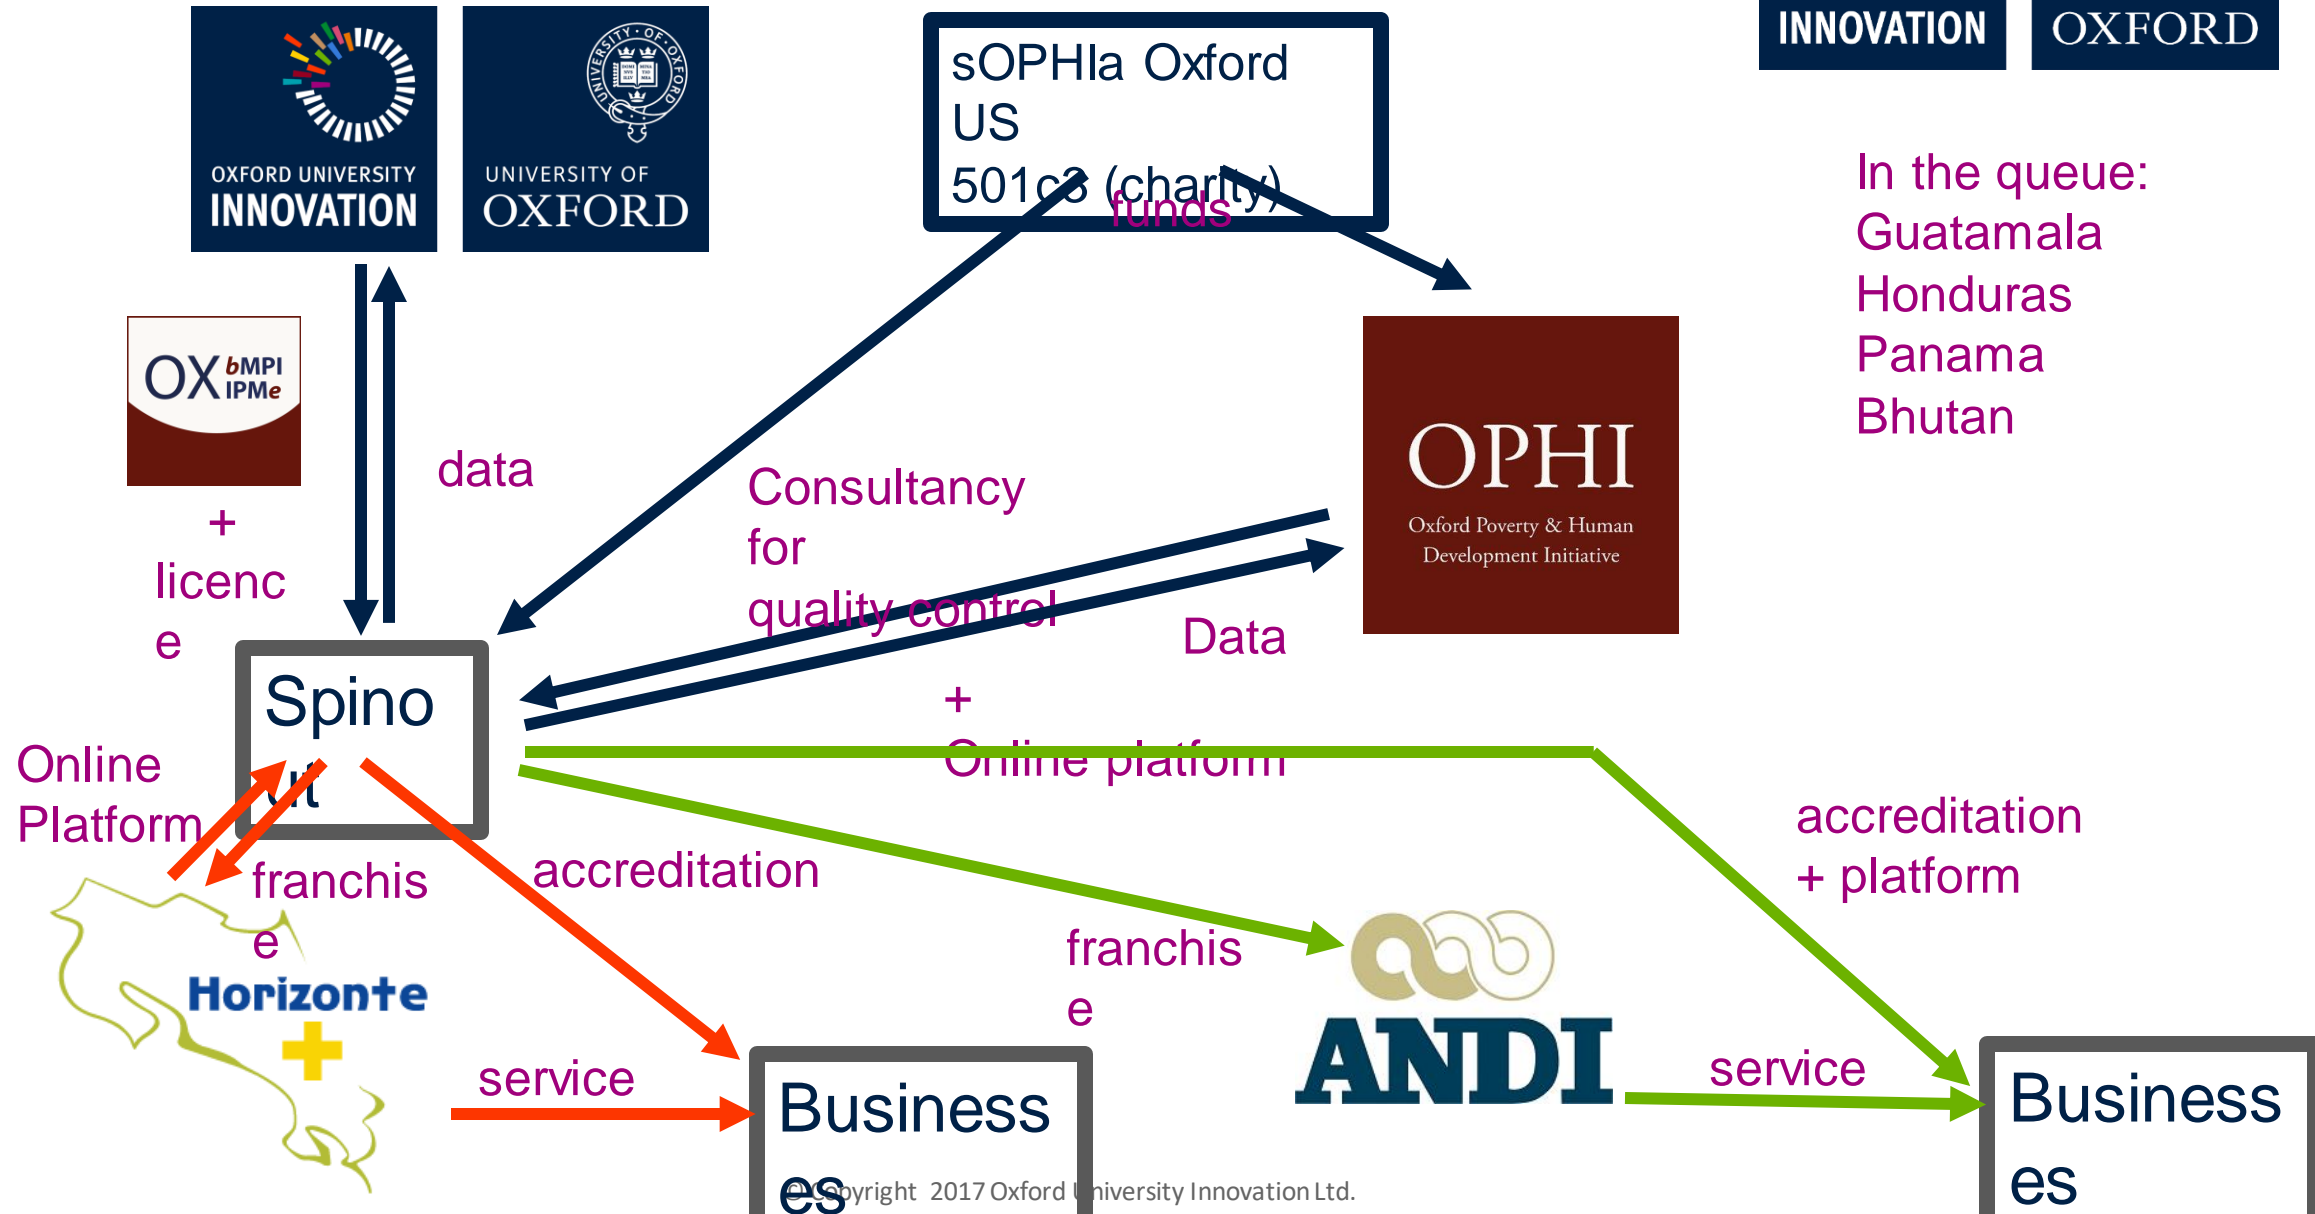 OXFORD UNIVERSITY
INNOVATION
UNIVERSITY OF
OXFORD
UNIVERSITY · OF · OXFORD
sOPHIa Oxford
US
501c3 (charity)
funds
INNOVATION
OXFORD
In the queue:
Guatamala
Honduras
Panama
Bhutan
OX bMPI
IPMe
+
licenc
e
data
Consultancy
for
quality control
OPHI
Oxford Poverty & Human
Development Initiative
Data
+
Online platform
Spino
ut
Online
Platform
franchis
e
accreditation
franchis
e
accreditation
+ platform
Horizonte
service
ANDI
service
Business
es
Business
es
© Copyright 2017 Oxford University Innovation Ltd.